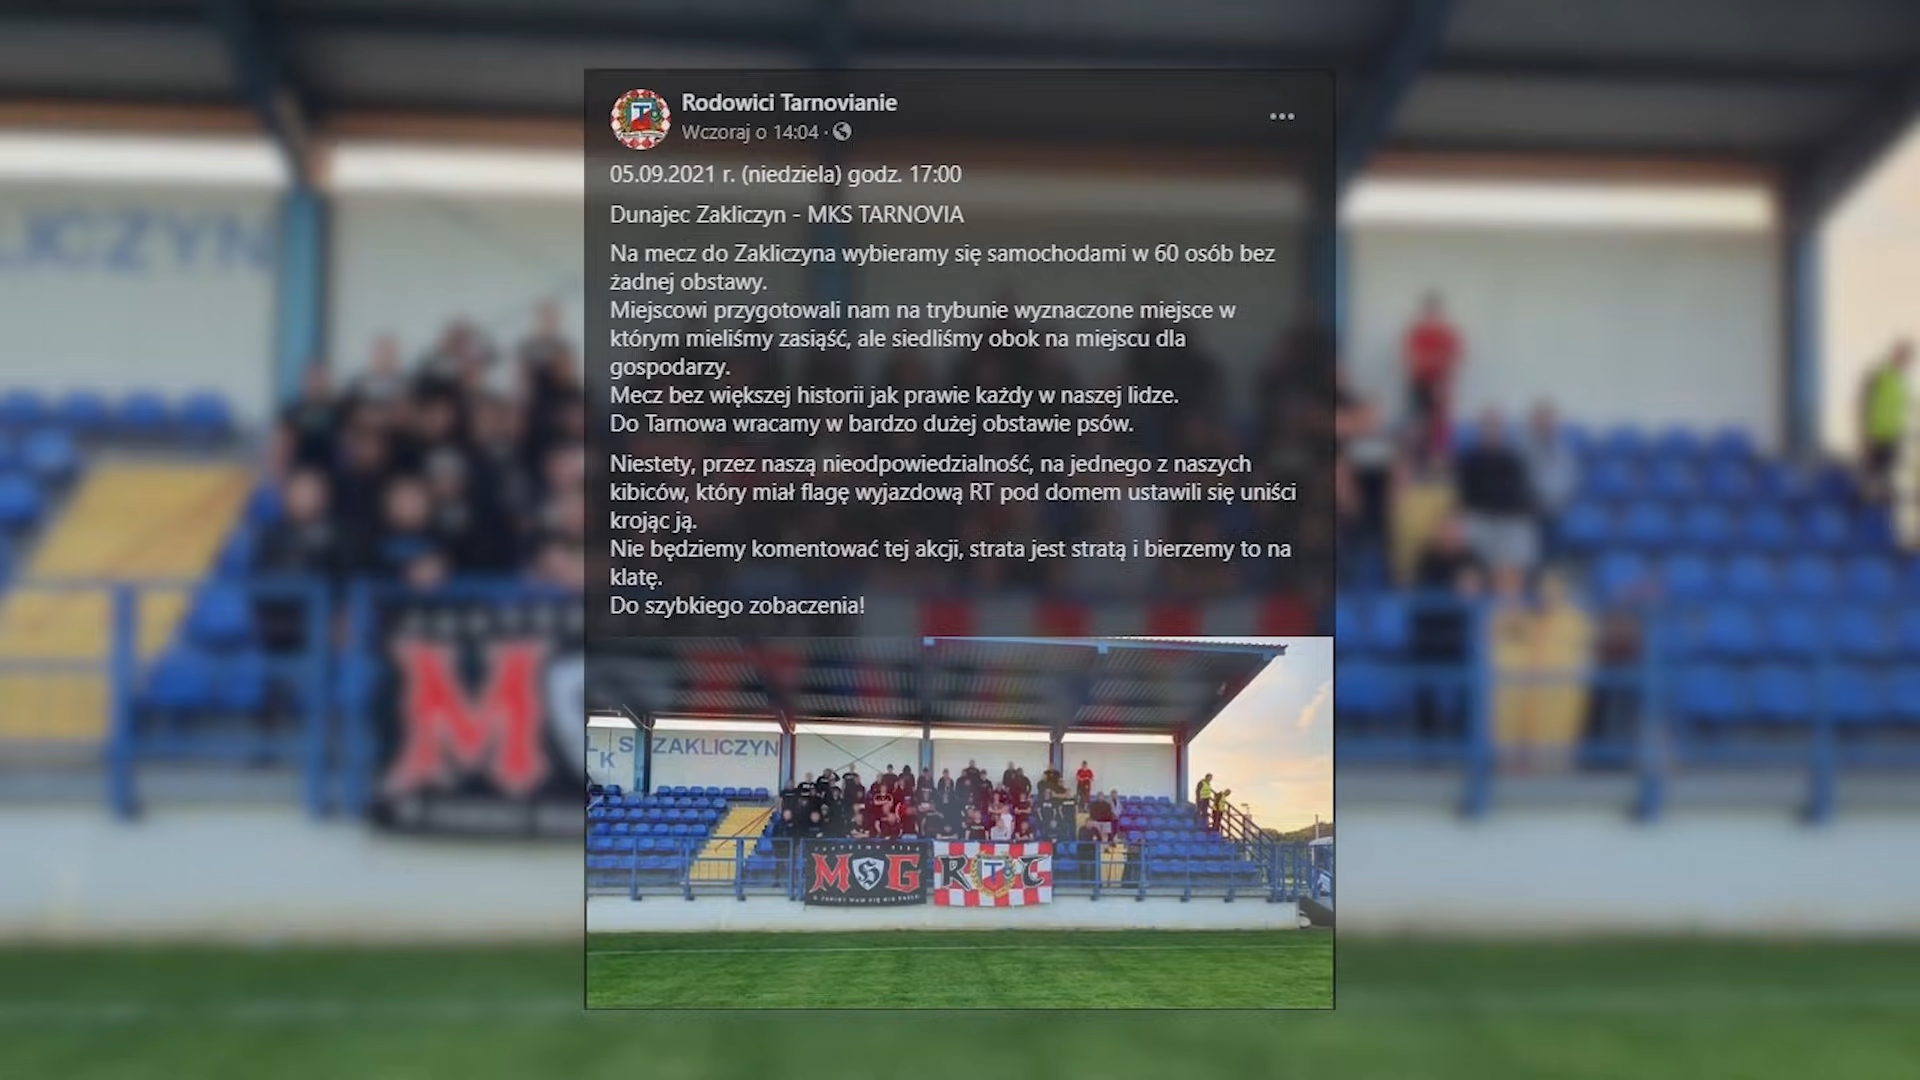 Rodowici Tarnovianie
Wczoraj o 14:04 ·
05.09.2021 r. (niedziela) godz. 17:00
Dunajec Zakliczyn - MKS TARNOVIA
Na mecz do Zakliczyna wybieramy się samochodami w 60 osób bez
żadnej obstawy.
Miejscowi przygotowali nam na trybunie wyznaczone miejsce w
którym mieliśmy zasiąść, ale siedliśmy obok na miejscu dla
gospodarzy.
Mecz bez większej historii jak prawie każdy w naszej lidze.
Do Tarnowa wracamy w bardzo dużej obstawie psów.
Niestety, przez naszą nieodpowiedzialność, na jednego z naszych
kibiców, który miał flagę wyjazdową RT pod domem ustawili się uniści
krojąc ją.
Nie będziemy komentować tej akcji, strata jest stratą i bierzemy to na
klatę.
Do szybkiego zobaczenia!
LKS ZAKLICZYN
MSG
R T C